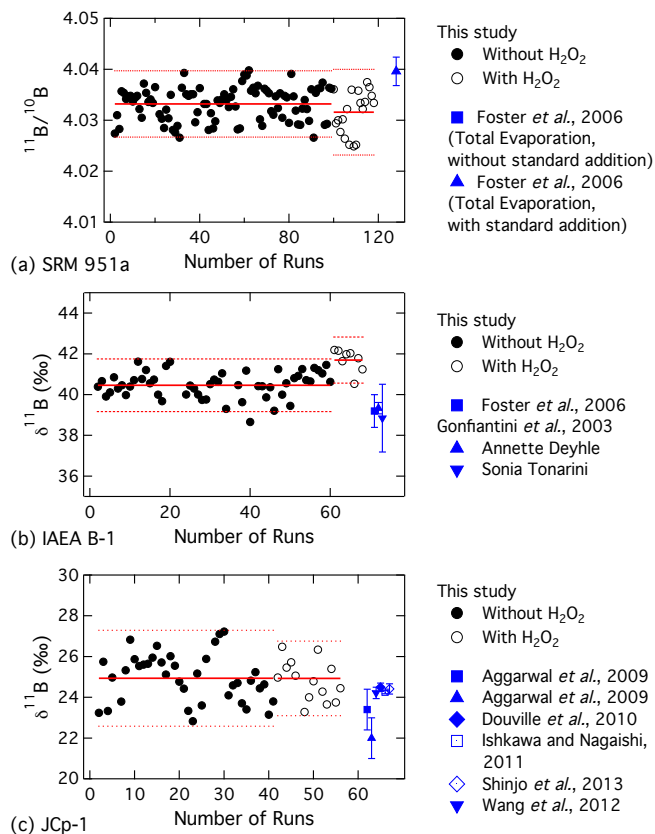 4.05
4.04
4.03
4.02
4.01
¹¹B/¹⁰B
0 40 80 120
Number of Runs
(a) SRM 951a
This study
Without H₂O₂
With H₂O₂
Foster et al., 2006
(Total Evaporation,
without standard addition)
Foster et al., 2006
(Total Evaporation,
with standard addition)
44
42
40
38
36
δ ¹¹B (‰)
0 20 40 60
Number of Runs
(b) IAEA B-1
This study
Without H₂O₂
With H₂O₂
Foster et al., 2006
Gonfiantini et al., 2003
Annette Deyhle
Sonia Tonarini
30
28
26
24
22
20
δ ¹¹B (‰)
0 10 20 30 40 50 60
Number of Runs
(c) JCp-1
This study
Without H₂O₂
With H₂O₂
Aggarwal et al., 2009
Aggarwal et al., 2009
Douville et al., 2010
Ishkawa and Nagaishi,
2011
Shinjo et al., 2013
Wang et al., 2012